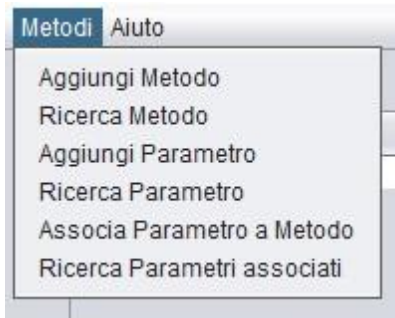 Metodi Aiuto
Aggiungi Metodo
Ricerca Metodo
Aggiungi Parametro
Ricerca Parametro
Associa Parametro a Metodo
Ricerca Parametri associati